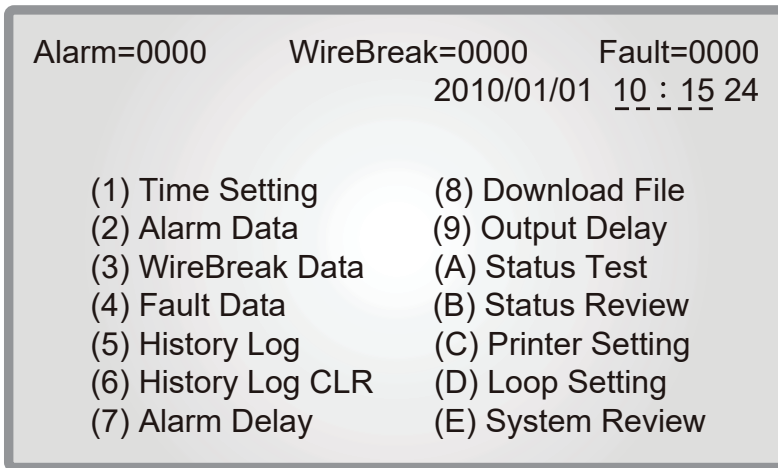 Alarm=0000 WireBreak=0000 Fault=0000
2010/01/01 10 : 15 24
(1) Time Setting
(2) Alarm Data
(3) WireBreak Data
(4) Fault Data
(5) History Log
(6) History Log CLR
(7) Alarm Delay
(8) Download File
(9) Output Delay
(A) Status Test
(B) Status Review
(C) Printer Setting
(D) Loop Setting
(E) System Review